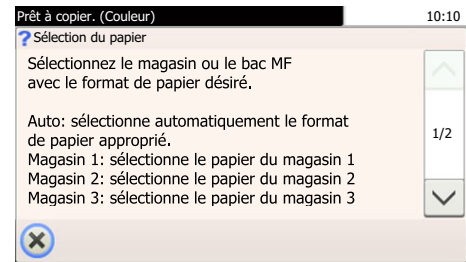 Prêt à copier. (Couleur) 10:10
? Sélection du papier
Sélectionnez le magasin ou le bac MF
avec le format de papier désiré.
Auto: sélectionne automatiquement le format
de papier approprié.
1/2
Magasin 1: sélectionne le papier du magasin 1
Magasin 2: sélectionne le papier du magasin 2
Magasin 3: sélectionne le papier du magasin 3